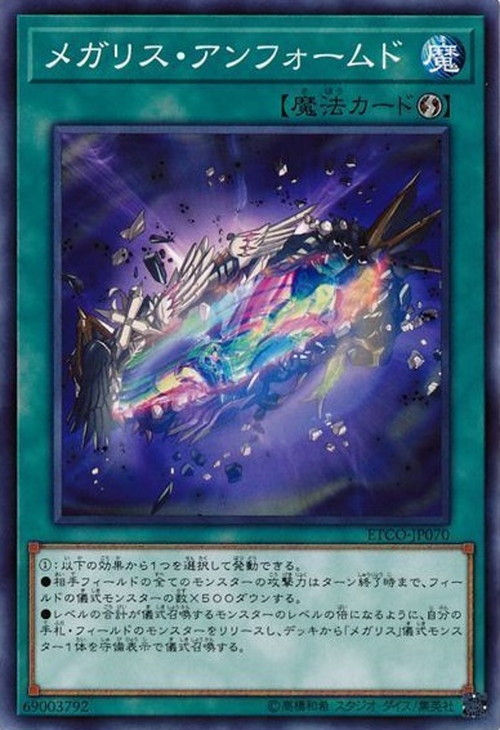 メガリス・アンフォームド
魔
【魔法カード】
ETCO-JP070
①:以下の効果から1つを選択して発動できる。
●相手フィールドの全てのモンスターの攻撃力はターン終了時まで、フィー
ルドの儀式モンスターの数×500ダウンする。
●レベルの合計が儀式召喚するモンスターのレベルの倍になるように、自分の
手札・フィールドのモンスターをリリースし、デッキから「メガリス」儀式モンス
ター1体を守備表示で儀式召喚する。
69003792
©高橋和希 スタジオ・ダイス/集英社